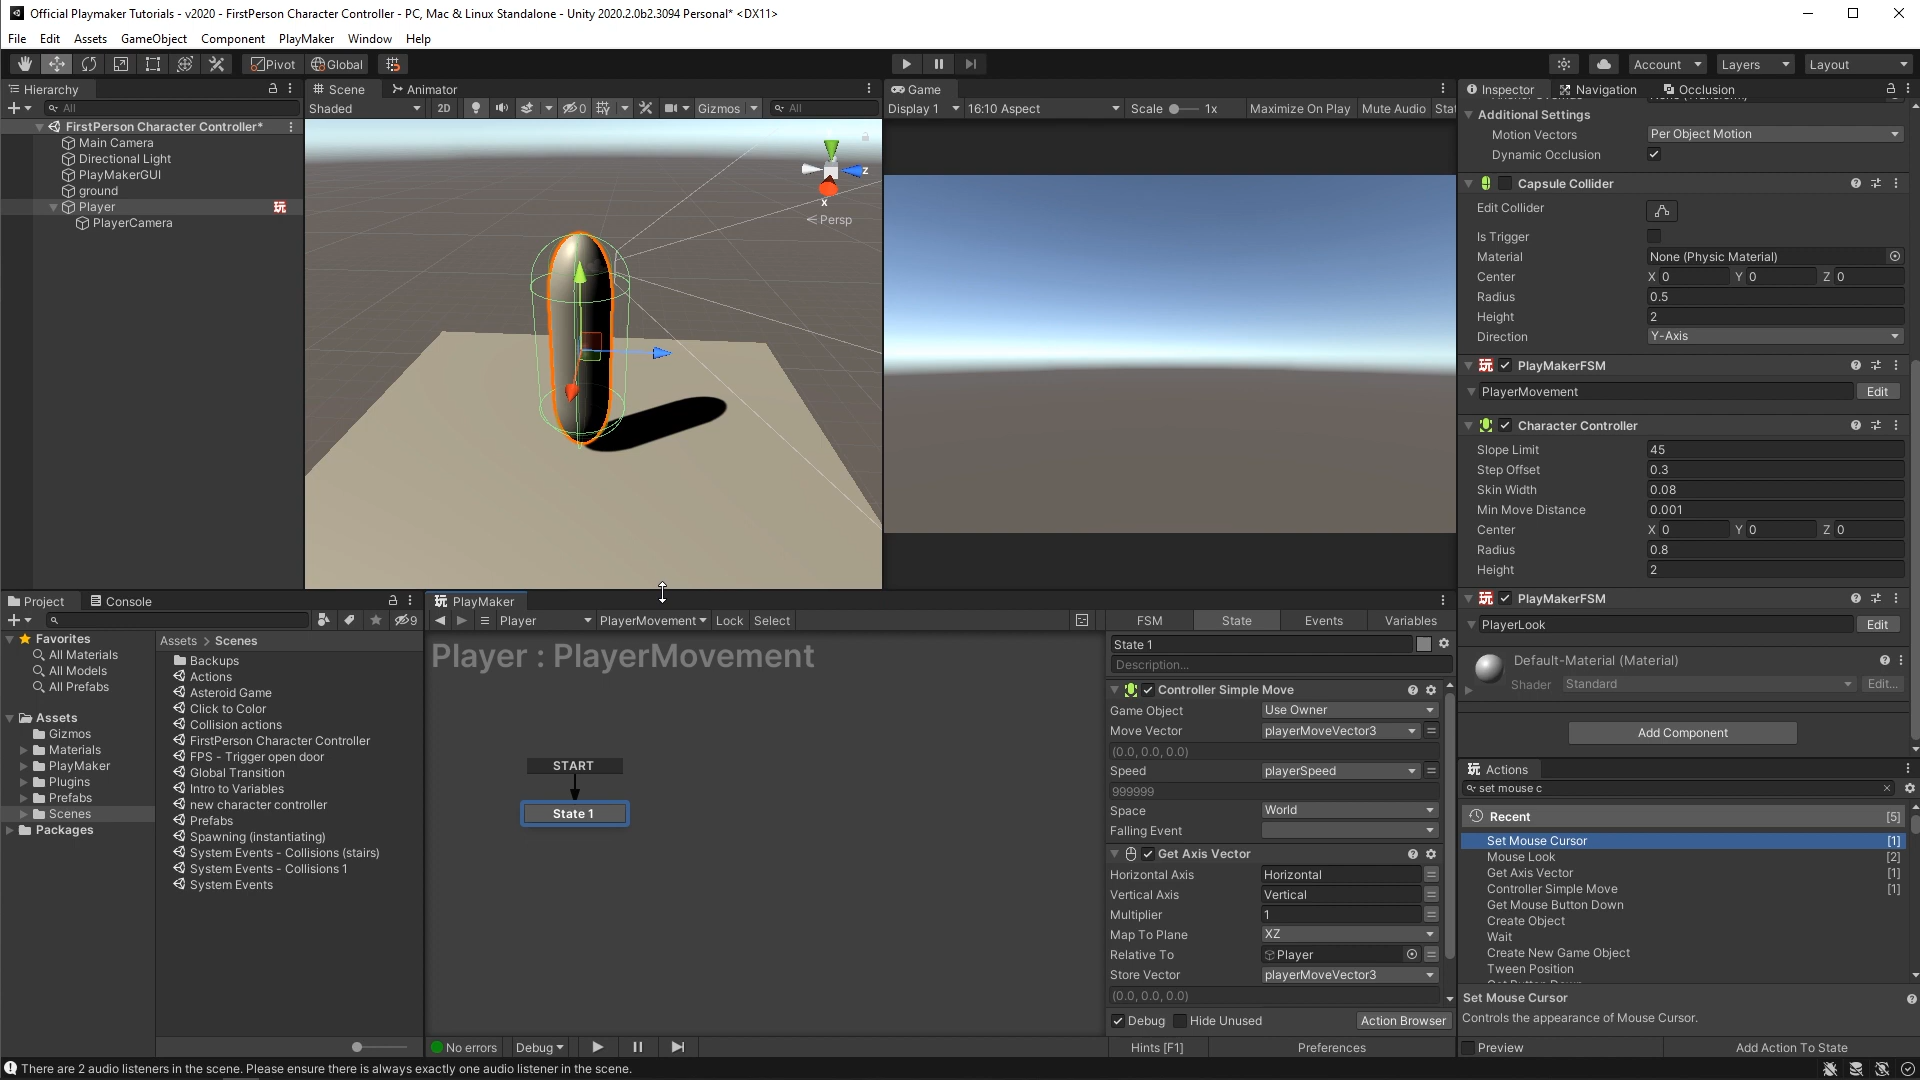 Official Playmaker Tutorials - v2020 - FirstPerson Character Controller - PC, Mac & Linux Standalone - Unity 2020.2.0b2.3094 Personal* <DX11>
File Edit Assets GameObject Component PlayMaker Window Help
Pivot Global Account Layers Layout
Hierarchy
All
FirstPerson Character Controller*
Main Camera
Directional Light
PlayMakerGUI
ground
Player
PlayerCamera
Scene Animator
Shaded 2D 0 Gizmos All
z
x
Persp
Game
Display 1 16:10 Aspect Scale 1x Maximize On Play Mute Audio Stat
Inspector Navigation Occlusion
Additional Settings
Motion Vectors Per Object Motion
Dynamic Occlusion
Capsule Collider
Edit Collider
Is Trigger
Material None (Physic Material)
Center X 0 Y 0 Z 0
Radius 0.5
Height 2
Direction Y-Axis
PlayMakerFSM
PlayerMovement Edit
Character Controller
Slope Limit 45
Step Offset 0.3
Skin Width 0.08
Min Move Distance 0.001
Center X 0 Y 0 Z 0
Radius 0.8
Height 2
PlayMakerFSM
PlayerLook Edit
Default-Material (Material)
Shader Standard Edit...
Add Component
Project Console
9
Favorites
All Materials
All Models
All Prefabs
Assets
Gizmos
Materials
PlayMaker
Plugins
Prefabs
Scenes
Packages
Assets > Scenes
Backups
Actions
Asteroid Game
Click to Color
Collision actions
FirstPerson Character Controller
FPS - Trigger open door
Global Transition
Intro to Variables
new character controller
Prefabs
Spawning (instantiating)
System Events - Collisions (stairs)
System Events - Collisions 1
System Events
PlayMaker
Player PlayerMovement Lock Select
Player : PlayerMovement
START
State 1
No errors Debug
FSM State Events Variables
State 1
Description...
Controller Simple Move
Game Object Use Owner
Move Vector playerMoveVector3
(0.0, 0.0, 0.0)
Speed playerSpeed
999999
Space World
Falling Event
Get Axis Vector
Horizontal Axis Horizontal
Vertical Axis Vertical
Multiplier 1
Map To Plane XZ
Relative To Player
Store Vector playerMoveVector3
(0.0, 0.0, 0.0)
Debug Hide Unused Action Browser
Hints [F1] Preferences
Actions
set mouse c
Recent [5]
Set Mouse Cursor [1]
Mouse Look [2]
Get Axis Vector [1]
Controller Simple Move [1]
Get Mouse Button Down
Create Object
Wait
Create New Game Object
Tween Position
Set Mouse Cursor
Controls the appearance of Mouse Cursor.
Preview Add Action To State
There are 2 audio listeners in the scene. Please ensure there is always exactly one audio listener in the scene.